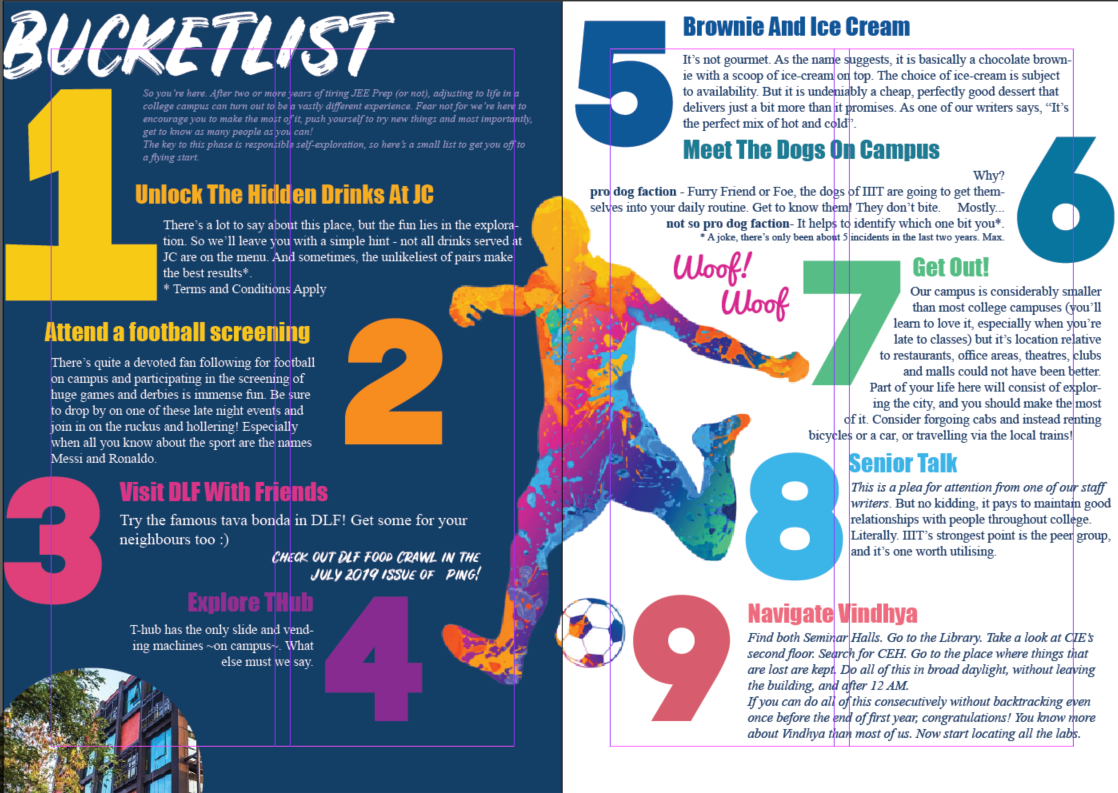 BUCKETLIST
1
So you're here. After two or more years of tiring JEE Prep (or not), adjusting to life in a
college campus can turn out to be a vastly different experience. Fear not for we're here to
encourage you to make the most of it, push yourself to try new things and most importantly,
get to know as many people as you can!
The key to this phase is responsible self-exploration, so here's a small list to get you off to
a flying start.
Unlock The Hidden Drinks At JC
There's a lot to say about this place, but the fun lies in the explora-
tion. So we'll leave you with a simple hint - not all drinks served at
JC are on the menu. And sometimes, the unlikeliest of pairs make
the best results*.
* Terms and Conditions Apply
2
Attend a football screening
There's quite a devoted fan following for football
on campus and participating in the screening of
huge games and derbies is immense fun. Be sure
to drop by on one of these late night events and
join in on the ruckus and hollering! Especially
when all you know about the sport are the names
Messi and Ronaldo.
3
Visit DLF With Friends
Try the famous tava bonda in DLF! Get some for your
neighbours too :)
CHECK OUT DLF FOOD CRAWL IN THE
JULY 2019 ISSUE OF PING!
4
Explore THub
T-hub has the only slide and vend-
ing machines ~on campus~. What
else must we say.
5
Brownie And Ice Cream
It's not gourmet. As the name suggests, it is basically a chocolate brown-
ie with a scoop of ice-cream on top. The choice of ice-cream is subject
to availability. But it is undeniably a cheap, perfectly good dessert that
delivers just a bit more than it promises. As one of our writers says, "It's
the perfect mix of hot and cold".
6
Meet The Dogs On Campus
Why?
pro dog faction - Furry Friend or Foe, the dogs of IIIT are going to get them-
selves into your daily routine. Get to know them! They don't bite. Mostly...
not so pro dog faction- It helps to identify which one bit you*.
* A joke, there's only been about 5 incidents in the last two years. Max.
Woof!
Woof
7
Get Out!
Our campus is considerably smaller
than most college campuses (you'll
learn to love it, especially when you're
late to classes) but it's location relative
to restaurants, office areas, theatres, clubs
and malls could not have been better.
Part of your life here will consist of explor-
ing the city, and you should make the most
of it. Consider forgoing cabs and instead renting
bicycles or a car, or travelling via the local trains!
8
Senior Talk
This is a plea for attention from one of our staff
writers. But no kidding, it pays to maintain good
relationships with people throughout college.
Literally. IIIT's strongest point is the peer group,
and it's one worth utilising.
9
Navigate Vindhya
Find both Seminar Halls. Go to the Library. Take a look at CIE's
second floor. Search for CEH. Go to the place where things that
are lost are kept. Do all of this in broad daylight, without leaving
the building, and after 12 AM.
If you can do all of this consecutively without backtracking even
once before the end of first year, congratulations! You know more
about Vindhya than most of us. Now start locating all the labs.